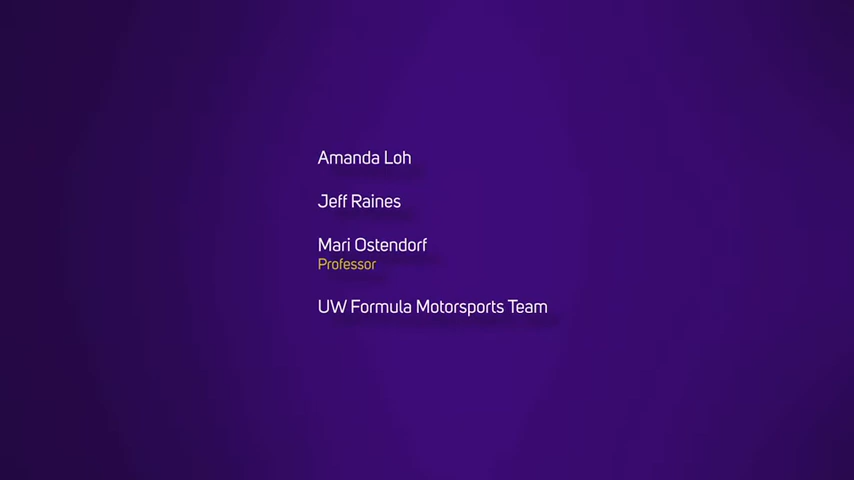 Amanda Loh
Jeff Raines
Mari Ostendorf
Professor
UW Formula Motorsports Team